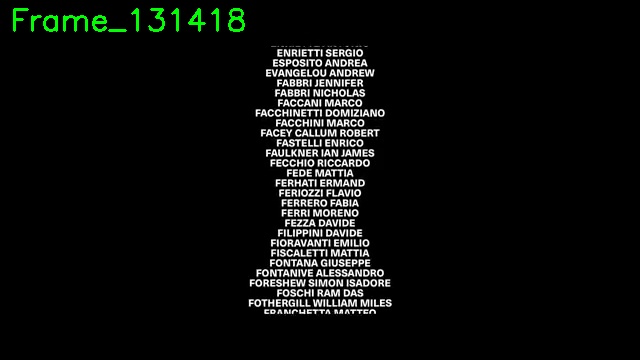 Frame_131418
ENRIETTI SERGIO
ESPOSITO ANDREA
EVANGELOU ANDREW
FABBRI JENNIFER
FABBRI NICHOLAS
FACCANI MARCO
FACCHINETTI DOMIZIANO
FACCHINI MARCO
FACEY CALLUM ROBERT
FASTELLI ENRICO
FAULKNER IAN JAMES
FECCHIO RICCARDO
FEDE MATTIA
FERHATI ERMAND
FERIOZZI FLAVIO
FERRERO FABIA
FERRI MORENO
FEZZA DAVIDE
FILIPPINI DAVIDE
FIORAVANTI EMILIO
FISCALETTI MATTIA
FONTANA GIUSEPPE
FONTANIVE ALESSANDRO
FORESHEW SIMON ISADORE
FOSCHI RAM DAS
FOTHERGILL WILLIAM MILES
FRANCHETTA MATTEO